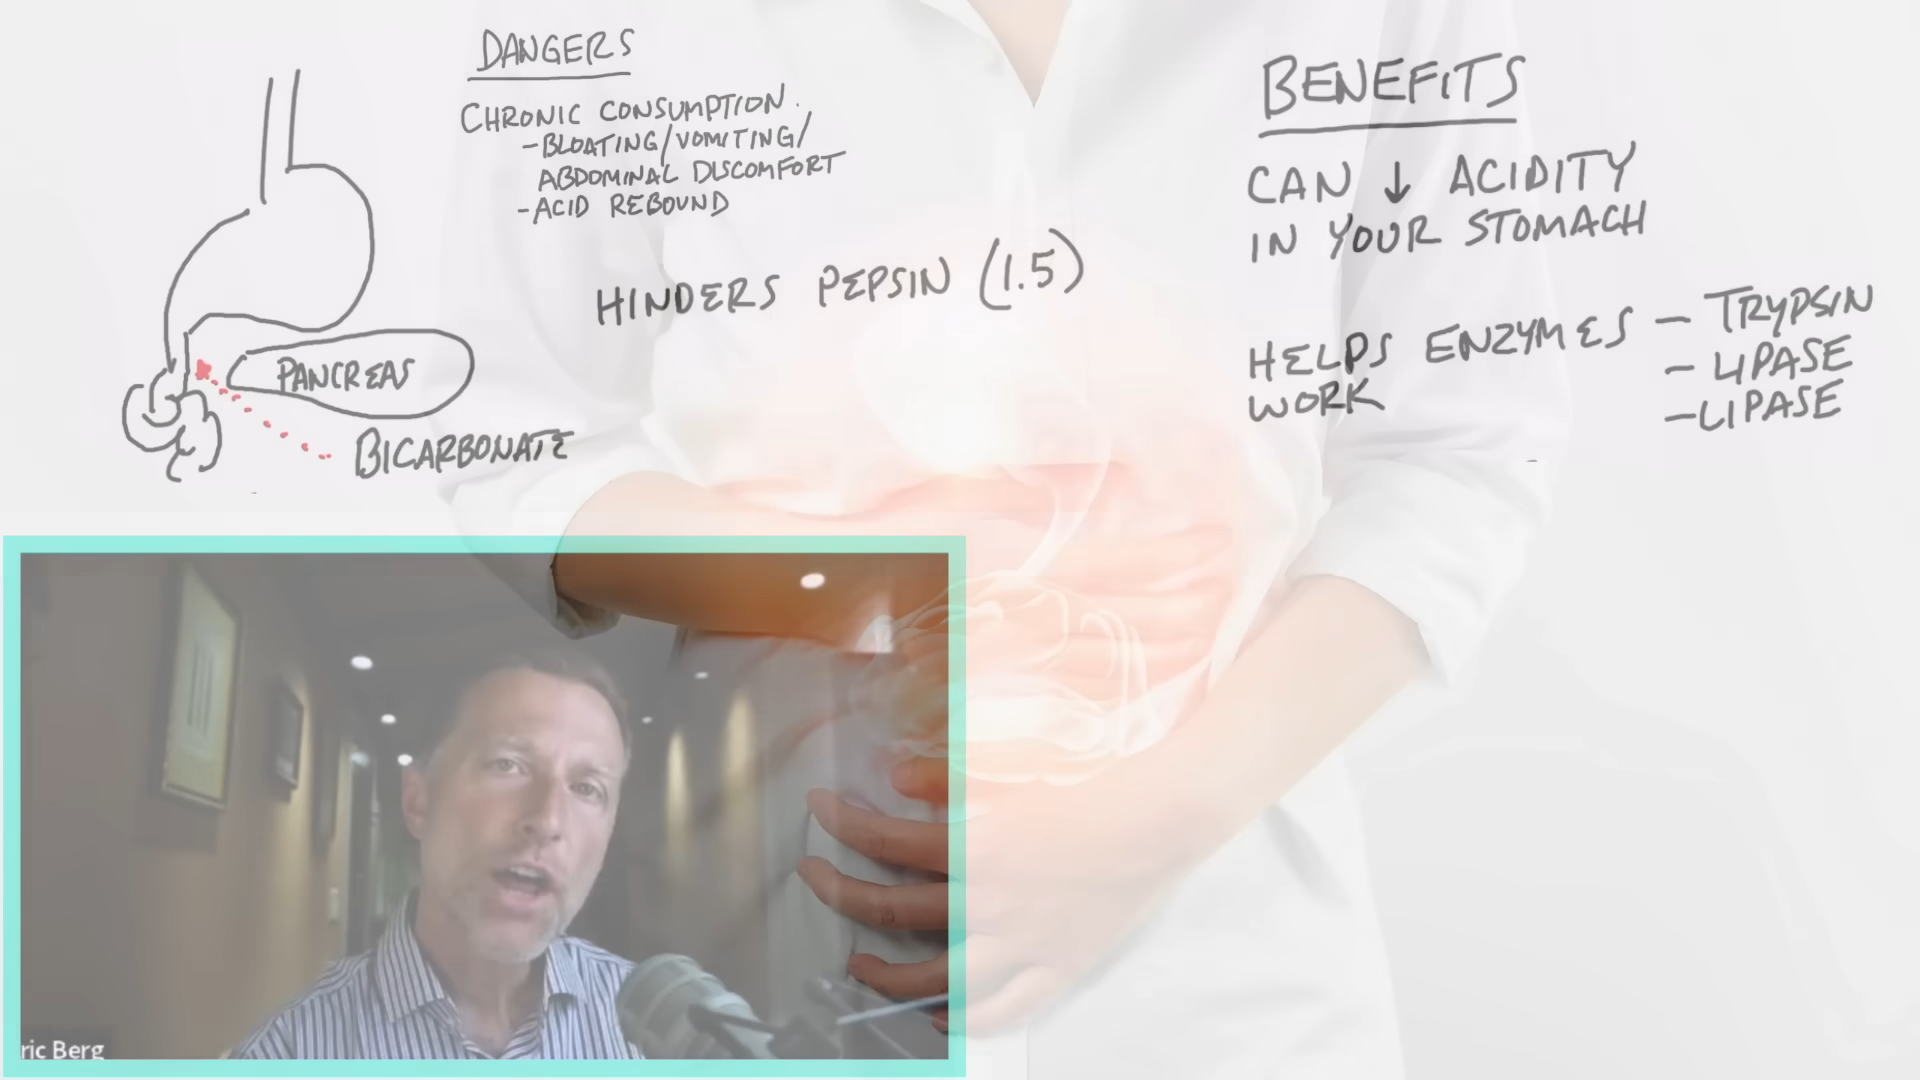 DANGERS
CHRONIC CONSUMPTION.
-BLOATING/VOMITING/
ABDOMINAL DISCOMFORT
-ACID REBOUND
HINDERS PEPSIN (1.5)
PANCREAS
BICARBONATE
BENEFITS
CAN ↓ ACIDITY
IN YOUR STOMACH
HELPS ENZYMES
WORK
- TRYPSIN
- LIPASE
-LIPASE
ric Berg